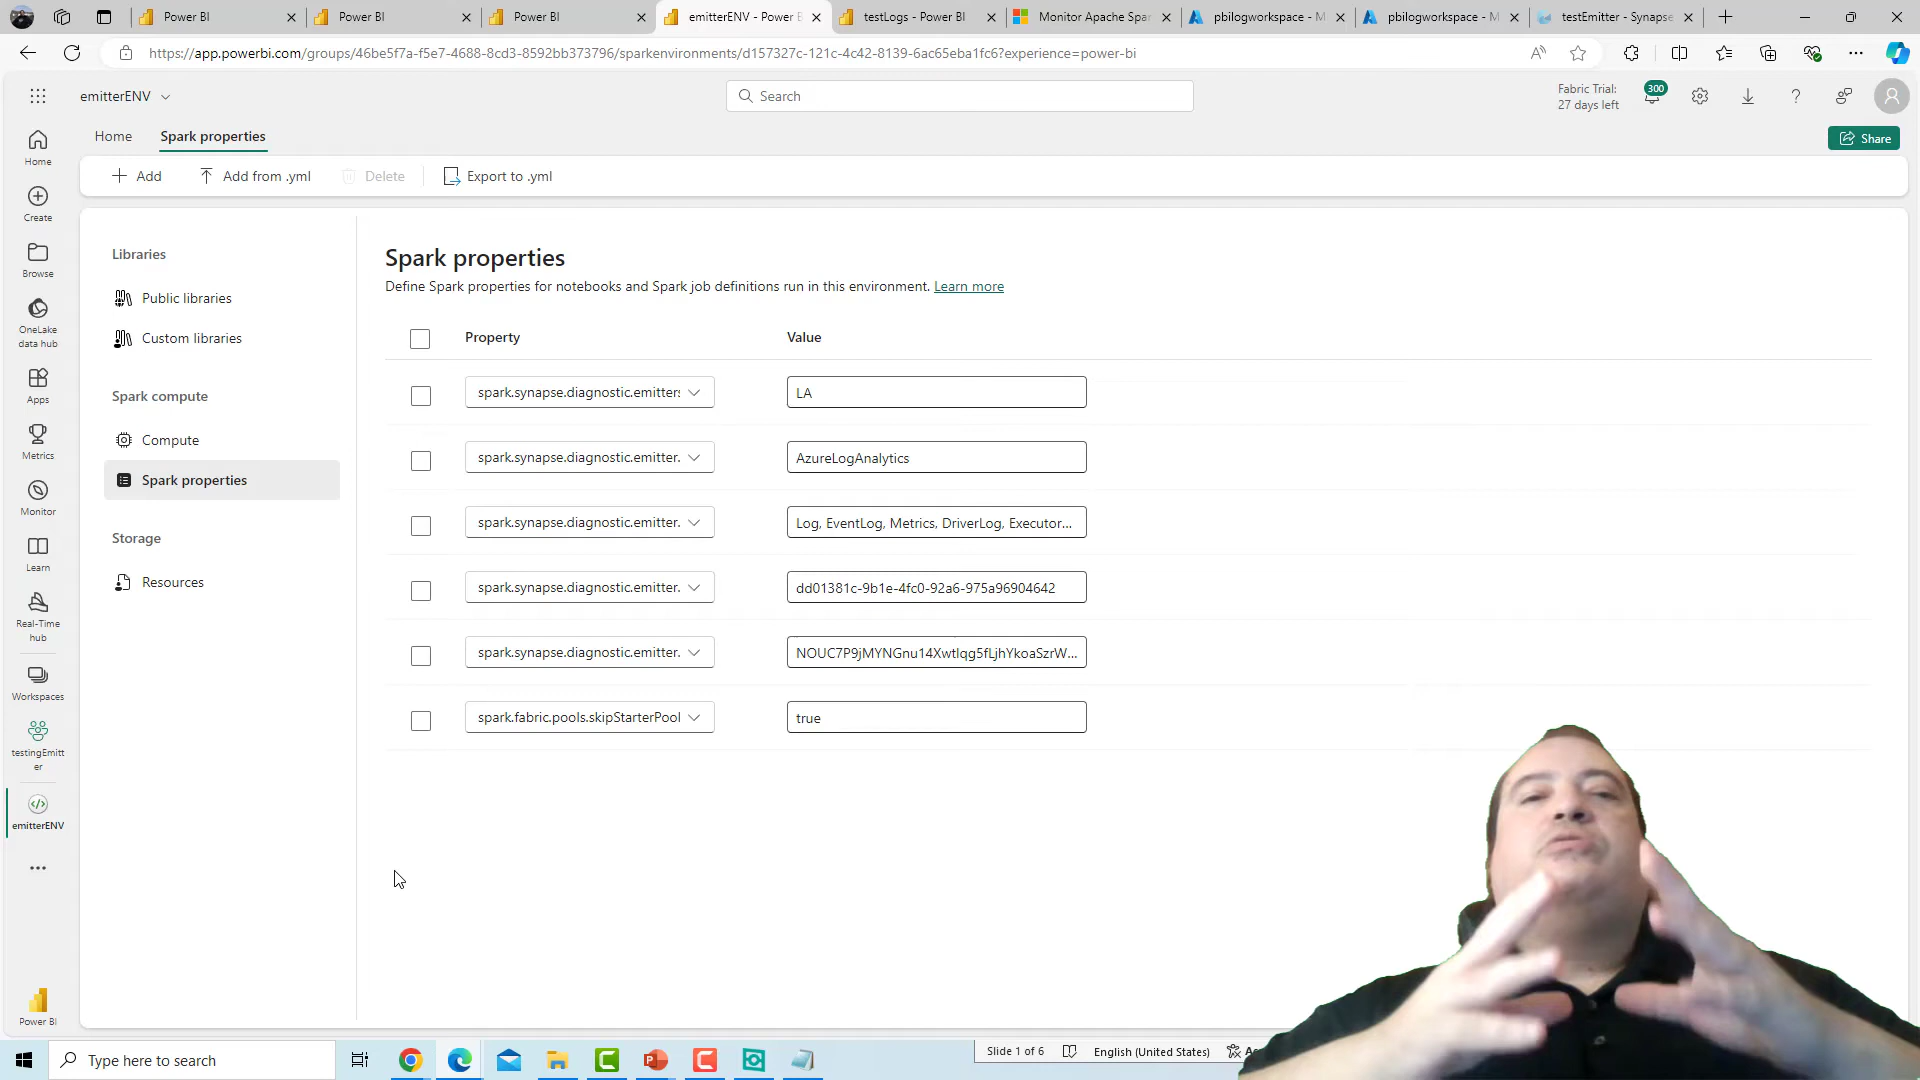 Power BI
Power BI
Power BI
emitterENV - Power B
testLogs - Power BI
Monitor Apache Spar
pbilogworkspace - M
pbilogworkspace - M
testEmitter - Synapse
https://app.powerbi.com/groups/46be5f7a-f5e7-4688-8cd3-8592bb373796/sparkenvironments/d157327c-121c-4c42-8139-6ac65eba1fc6?experience=power-bi
emitterENV
Search
Fabric Trial:
27 days left
300
Home
Spark properties
Share
Add
Add from .yml
Delete
Export to .yml
Home
Create
Browse
OneLake
data hub
Apps
Metrics
Monitor
Learn
Real-Time
hub
Workspaces
testingEmitt
er
emitterENV
Power BI
Libraries
Public libraries
Custom libraries
Spark compute
Compute
Spark properties
Storage
Resources
Spark properties
Define Spark properties for notebooks and Spark job definitions run in this environment. Learn more
Property Value
spark.synapse.diagnostic.emitters LA
spark.synapse.diagnostic.emitter. AzureLogAnalytics
spark.synapse.diagnostic.emitter. Log, EventLog, Metrics, DriverLog, Executor...
spark.synapse.diagnostic.emitter. dd01381c-9b1e-4fc0-92a6-975a96904642
spark.synapse.diagnostic.emitter. NOUC7P9jMYNGnu14XwtIqg5fLjhYkoaSzrW...
spark.fabric.pools.skipStarterPool true
Type here to search
Slide 1 of 6
English (United States)